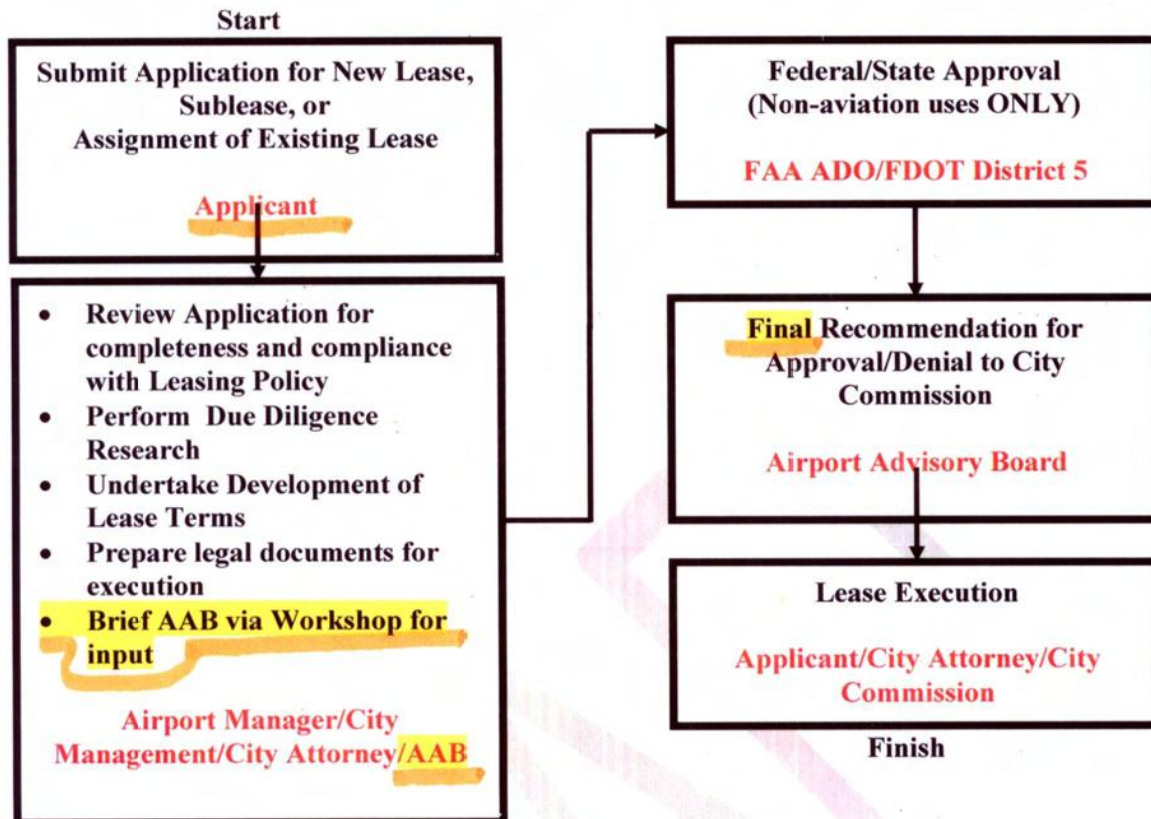 Start
Submit Application for New Lease,
Sublease, or
Assignment of Existing Lease
Applicant
• Review Application for
completeness and compliance
with Leasing Policy
• Perform Due Diligence
Research
• Undertake Development of
Lease Terms
• Prepare legal documents for
execution
• Brief AAB via Workshop for
input
Airport Manager/City
Management/City Attorney/AAB
Federal/State Approval
(Non-aviation uses ONLY)
FAA ADO/FDOT District 5
Final Recommendation for
Approval/Denial to City
Commission
Airport Advisory Board
Lease Execution
Applicant/City Attorney/City
Commission
Finish